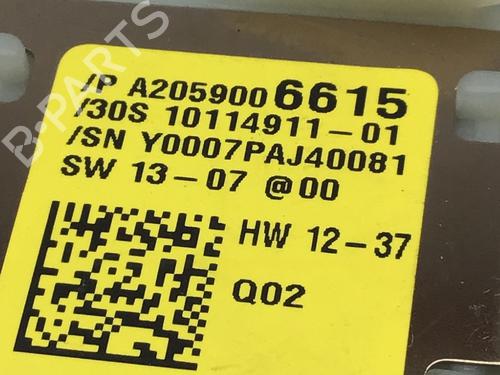 /P A2059006615
/30S 10114911-01
/SN Y0007PAJ40081
SW 13-07 @00
HW 12-37
Q02
B-PARTS